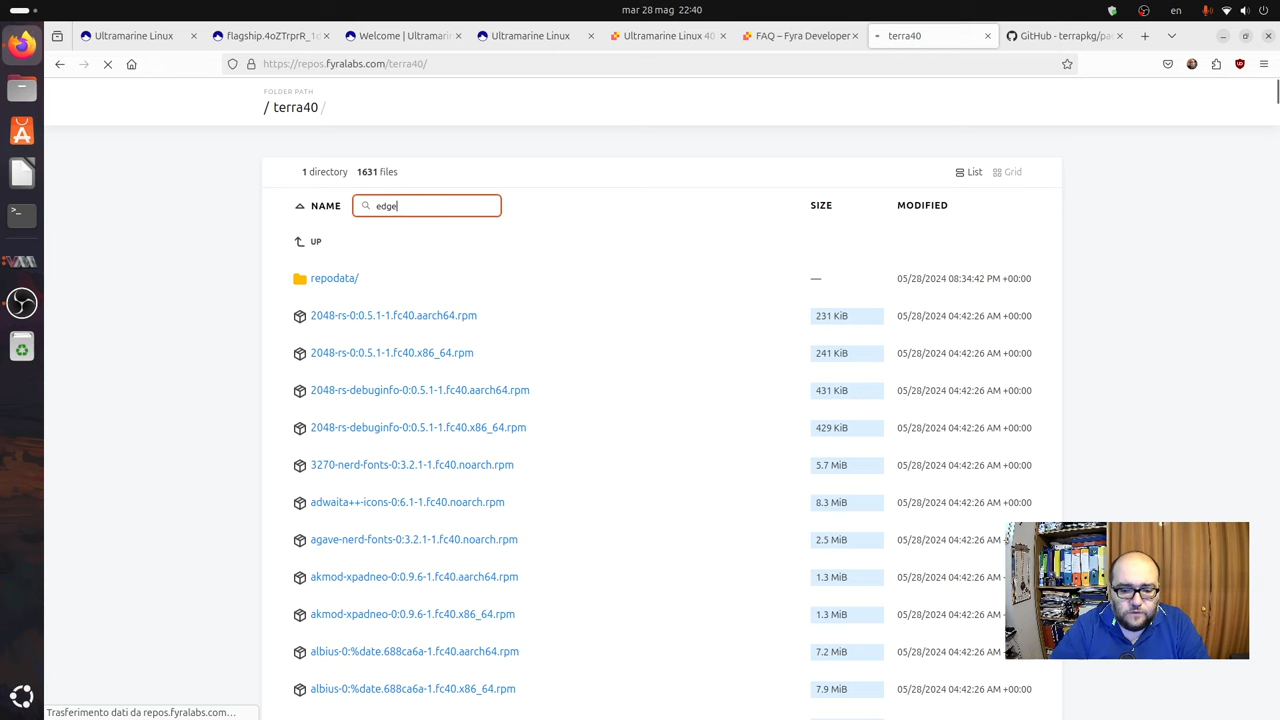 mar 28 mag 22:40
en
Ultramarine Linux
flagship.4oZTrprR_1d
Welcome | Ultramarin
Ultramarine Linux
Ultramarine Linux 40
FAQ – Fyra Developer
terra40
GitHub - terrapkg/pac
https://repos.fyralabs.com/terra40/
FOLDER PATH
/ terra40 /
1 directory 1631 files
List Grid
NAME edge SIZE MODIFIED
UP
repodata/ — 05/28/2024 08:34:42 PM +00:00
2048-rs-0:0.5.1-1.fc40.aarch64.rpm 231 KiB 05/28/2024 04:42:26 AM +00:00
2048-rs-0:0.5.1-1.fc40.x86_64.rpm 241 KiB 05/28/2024 04:42:26 AM +00:00
2048-rs-debuginfo-0:0.5.1-1.fc40.aarch64.rpm 431 KiB 05/28/2024 04:42:26 AM +00:00
2048-rs-debuginfo-0:0.5.1-1.fc40.x86_64.rpm 429 KiB 05/28/2024 04:42:26 AM +00:00
3270-nerd-fonts-0:3.2.1-1.fc40.noarch.rpm 5.7 MiB 05/28/2024 04:42:26 AM +00:00
adwaita++-icons-0:6.1-1.fc40.noarch.rpm 8.3 MiB 05/28/2024 04:42:26 AM +00:00
agave-nerd-fonts-0:3.2.1-1.fc40.noarch.rpm 2.5 MiB 05/28/2024 04:42:26 AM
akmod-xpadneo-0:0.9.6-1.fc40.aarch64.rpm 1.3 MiB 05/28/2024 04:42:26 AM
akmod-xpadneo-0:0.9.6-1.fc40.x86_64.rpm 1.3 MiB 05/28/2024 04:42:26 AM
albius-0:%date.688ca6a-1.fc40.aarch64.rpm 7.2 MiB 05/28/2024 04:42:26 AM
albius-0:%date.688ca6a-1.fc40.x86_64.rpm 7.9 MiB 05/28/2024 04:42:26 AM +00:00
Trasferimento dati da repos.fyralabs.com…